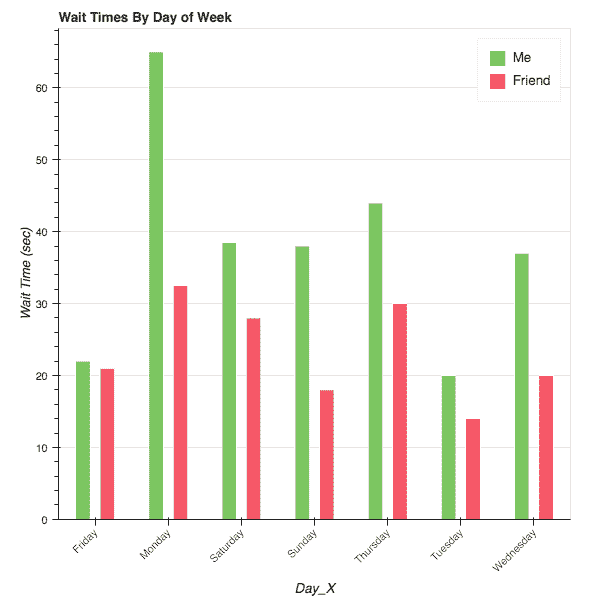 Wait Times By Day of Week
Me
Friend
60
50
40
30
20
10
0
Wait Time (sec)
Friday
Monday
Saturday
Sunday
Thursday
Tuesday
Wednesday
Day_X